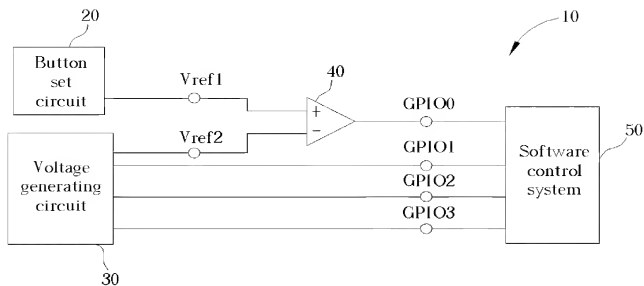 20
10
Button
set
circuit
Vref1
40
GPIO0
+
−
Vref2
50
GPIO1
Voltage
generating
circuit
Software
control
system
GPIO2
GPIO3
30